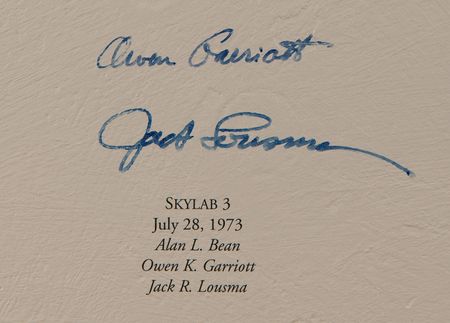 Owen Garriott
Jack Lousma
SKYLAB 3
July 28, 1973
Alan L. Bean
Owen K. Garriott
Jack R. Lousma